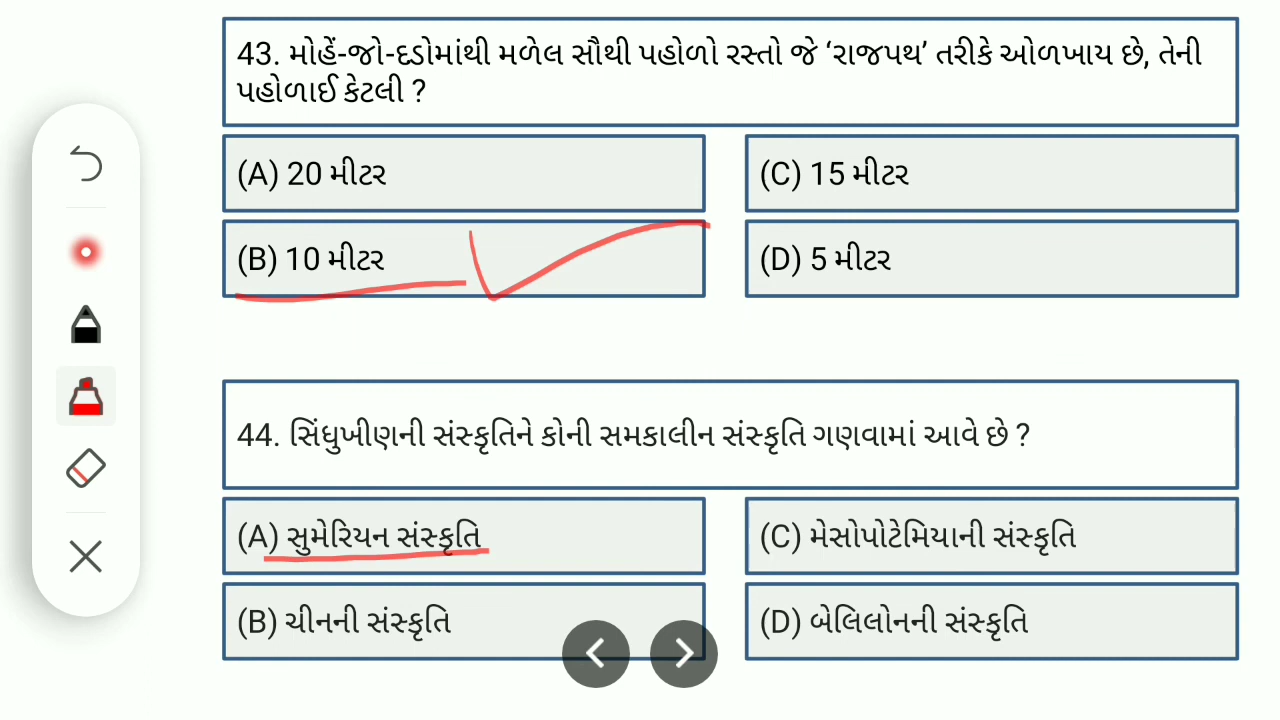 43. મોહેં-જો-દડોમાંથી મળેલ સૌથી પહોળો રસ્તો જે ‘રાજપથ’ તરીકે ઓળખાય છે, તેની
પહોળાઈ કેટલી ?
(A) 20 મીટર
(C) 15 મીટર
(B) 10 મીટર
(D) 5 મીટર
44. સિંધુખીણની સંસ્કૃતિને કોની સમકાલીન સંસ્કૃતિ ગણવામાં આવે છે ?
(A) સુમેરિયન સંસ્કૃતિ
(C) મેસોપોટેમિયાની સંસ્કૃતિ
(B) ચીનની સંસ્કૃતિ
(D) બેલિલોનની સંસ્કૃતિ